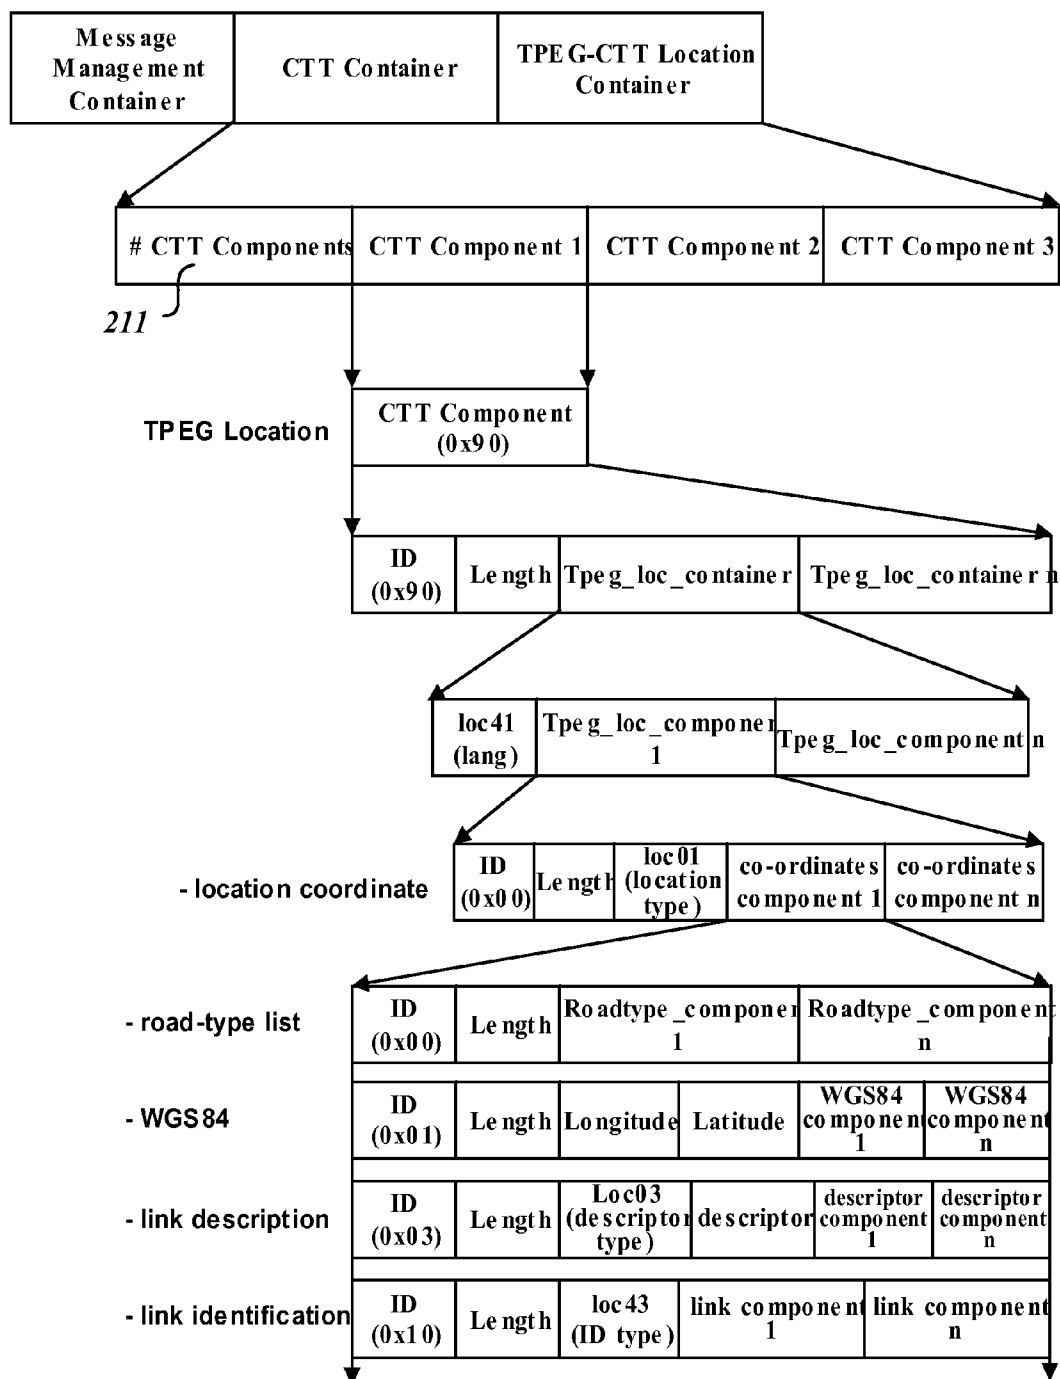 Message Management Container
CTT Container
TPEG-CTT Location Container
# CTT Components
CTT Component 1
CTT Component 2
CTT Component 3
211
TPEG Location
CTT Component (0x90)
ID (0x90)
Length
Tpeg_loc_container
Tpeg_loc_container n
loc41 (lang)
Tpeg_loc_component 1
Tpeg_loc_component n
- location coordinate
ID (0x00)
Length
loc01 (location type)
co-ordinates component 1
co-ordinates component n
- road-type list
ID (0x00)
Length
Roadtype_component 1
Roadtype_component n
- WGS84
ID (0x01)
Length
Longitude
Latitude
WGS84 component 1
WGS84 component n
- link description
ID (0x03)
Length
Loc03 (descriptor type)
descriptor
descriptor component 1
descriptor component n
- link identification
ID (0x10)
Length
loc43 (ID type)
link component 1
link component n